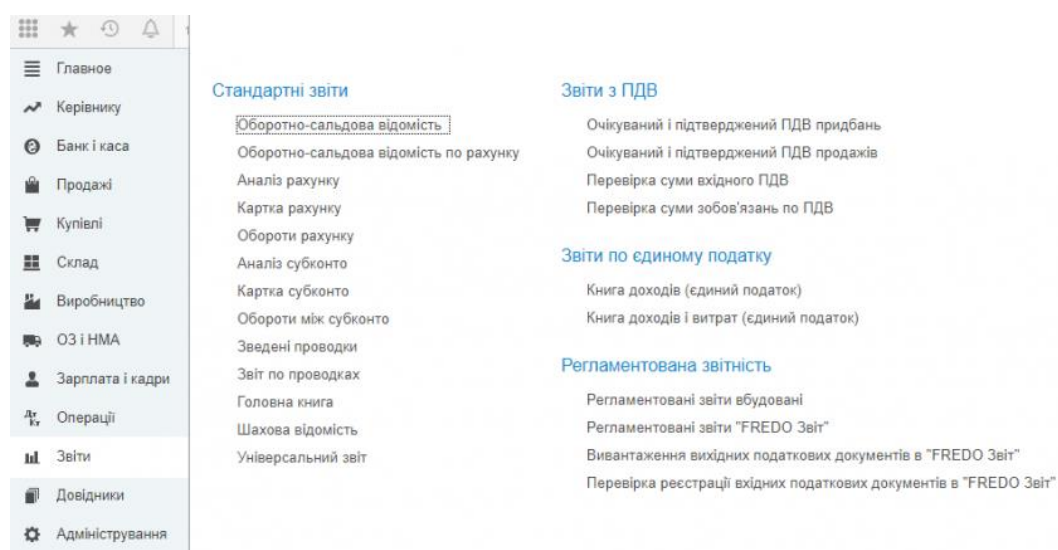 Главное
Керівнику
Банк і каса
Продажі
Купівлі
Склад
Виробництво
ОЗ і НМА
Зарплата і кадри
Дт Кт Операції
Звіти
Довідники
Адміністрування
Стандартні звіти
Оборотно-сальдова відомість
Оборотно-сальдова відомість по рахунку
Аналіз рахунку
Картка рахунку
Обороти рахунку
Аналіз субконто
Картка субконто
Обороти між субконто
Зведені проводки
Звіт по проводках
Головна книга
Шахова відомість
Універсальний звіт
Звіти з ПДВ
Очікуваний і підтверджений ПДВ придбань
Очікуваний і підтверджений ПДВ продажів
Перевірка суми вхідного ПДВ
Перевірка суми зобов'язань по ПДВ
Звіти по єдиному податку
Книга доходів (єдиний податок)
Книга доходів і витрат (єдиний податок)
Регламентована звітність
Регламентовані звіти вбудовані
Регламентовані звіти "FREDO Звіт"
Вивантаження вихідних податкових документів в "FREDO Звіт"
Перевірка реєстрації вхідних податкових документів в "FREDO Звіт"